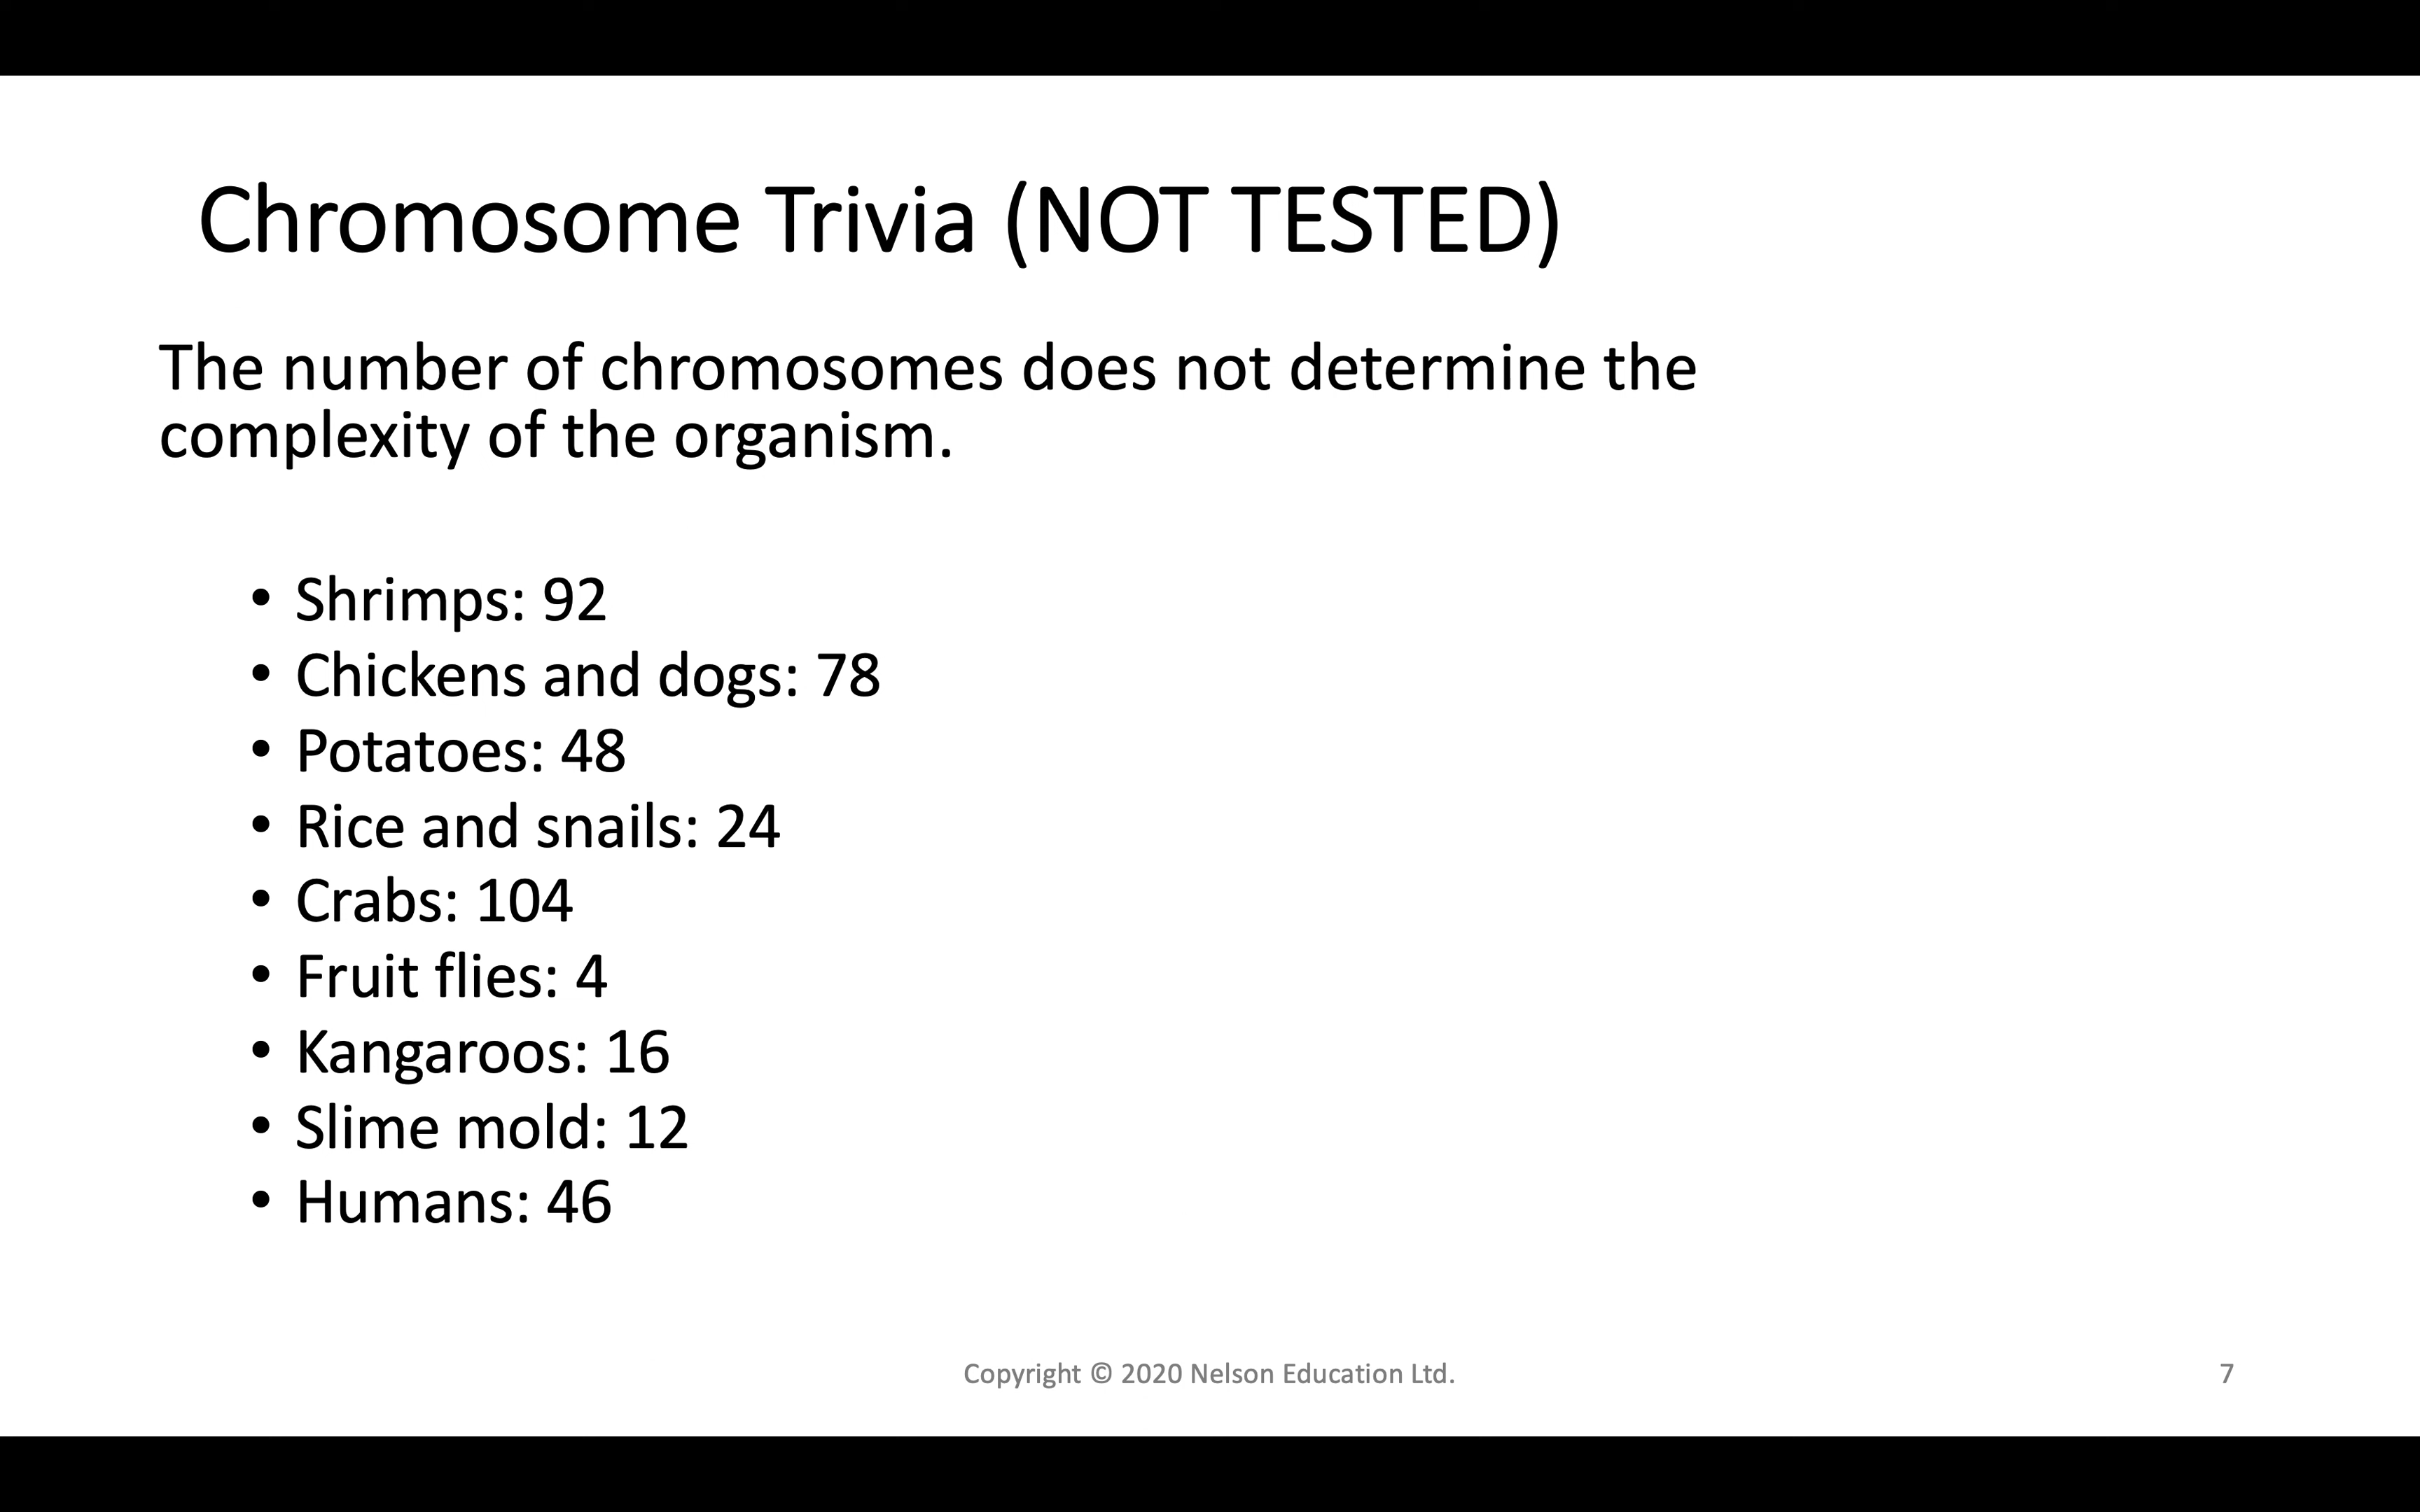 Chromosome Trivia (NOT TESTED)
The number of chromosomes does not determine the
complexity of the organism.
• Shrimps: 92
• Chickens and dogs: 78
• Potatoes: 48
• Rice and snails: 24
• Crabs: 104
• Fruit flies: 4
• Kangaroos: 16
• Slime mold: 12
• Humans: 46
Copyright © 2020 Nelson Education Ltd.
7